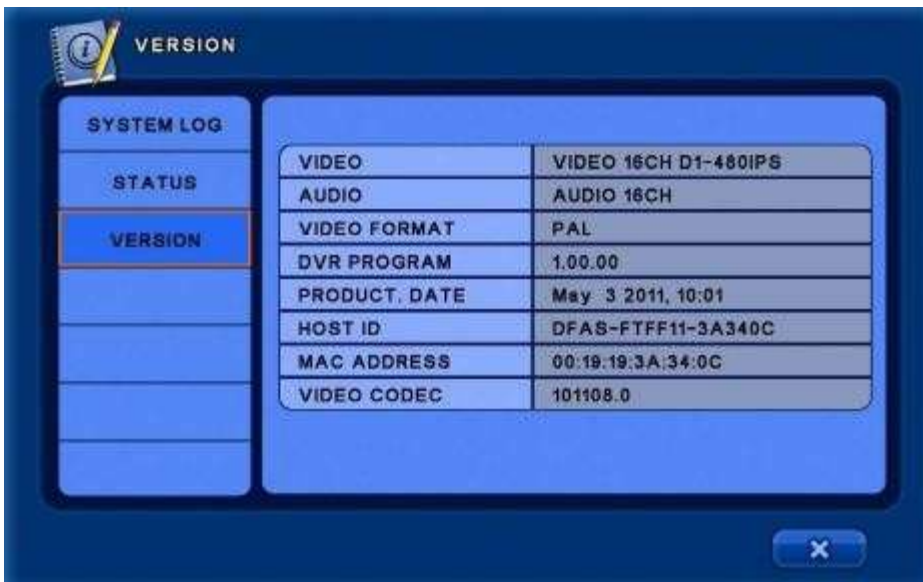 VERSION
SYSTEM LOG
STATUS
VERSION
VIDEO VIDEO 16CH D1-480IPS
AUDIO AUDIO 16CH
VIDEO FORMAT PAL
DVR PROGRAM 1.00.00
PRODUCT. DATE May 3 2011, 10:01
HOST ID DFAS-FTFF11-3A340C
MAC ADDRESS 00:19:19:3A:34:0C
VIDEO CODEC 101108.0